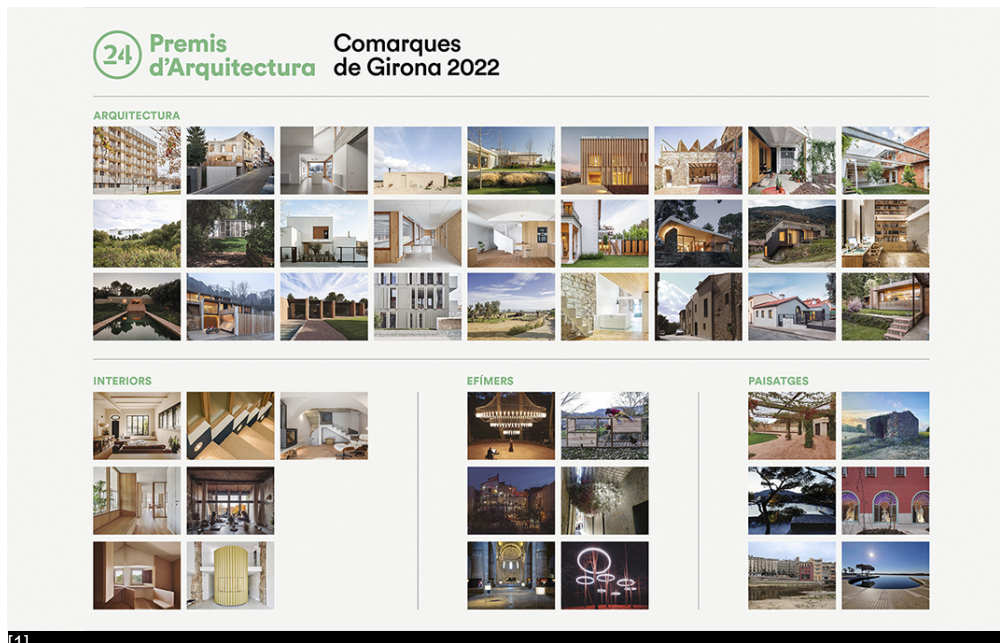 24
Premis
d'Arquitectura
Comarques
de Girona 2022
ARQUITECTURA
INTERIORS
EFÍMERS
PAISATGES
[1]